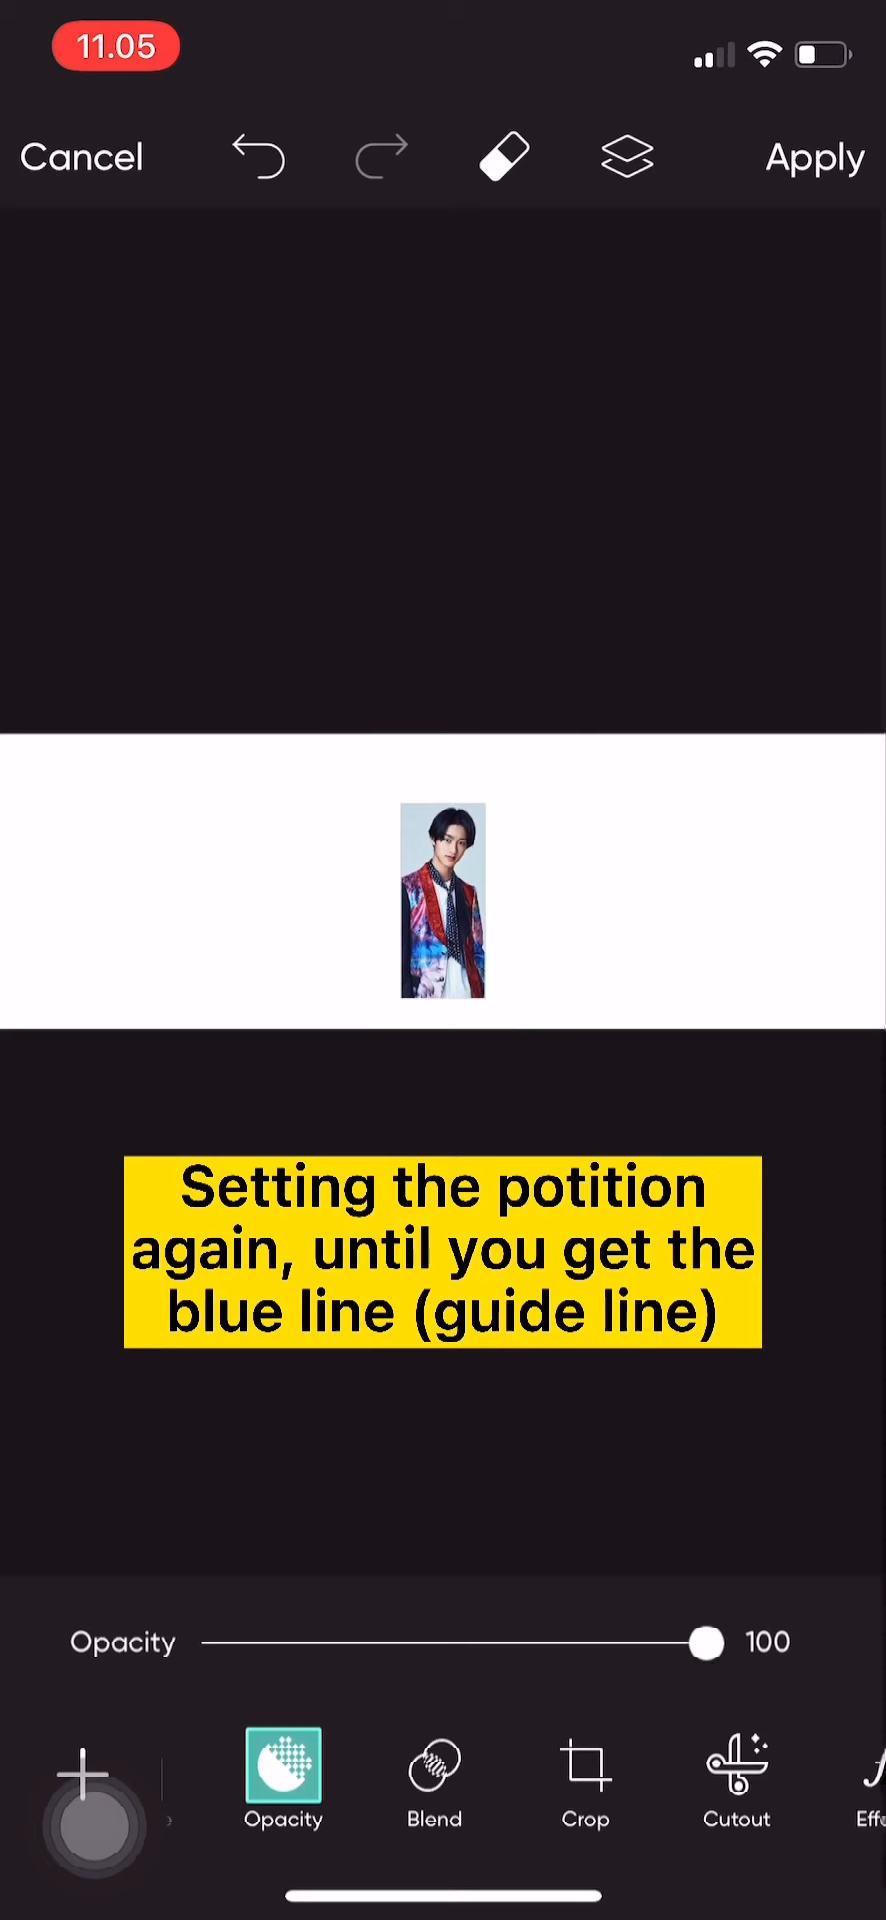 11.05
Cancel
Apply
Setting the potition
again, until you get the
blue line (guide line)
Opacity 100
Opacity Blend Crop Cutout Effe